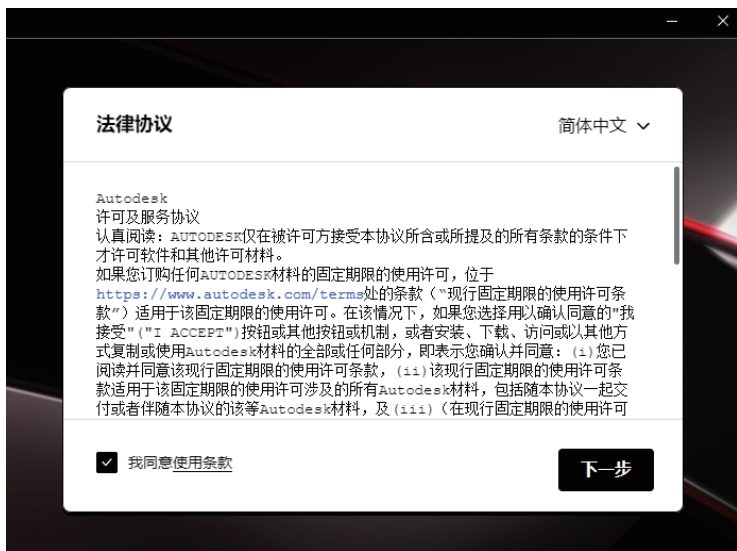 法律协议
简体中文
Autodesk
许可及服务协议
认真阅读：AUTODESK仅在被许可方接受本协议所含或所提及的所有条款的条件下
才许可软件和其他许可材料。
如果您订购任何AUTODESK材料的固定期限的使用许可，位于
https://www.autodesk.com/terms处的条款（“现行固定期限的使用许可条
款”）适用于该固定期限的使用许可。在该情况下，如果您选择用以确认同意的"我
接受"("I ACCEPT")按钮或其他按钮或机制，或者安装、下载、访问或以其他方
式复制或使用Autodesk材料的全部或任何部分，即表示您确认并同意：(i)您已
阅读并同意该现行固定期限的使用许可条款，(ii)该现行固定期限的使用许可条
款适用于该固定期限的使用许可涉及的所有Autodesk材料，包括随本协议一起交
付或者伴随本协议的该等Autodesk材料，及(iii)（在现行固定期限的使用许可
我同意使用条款
下一步